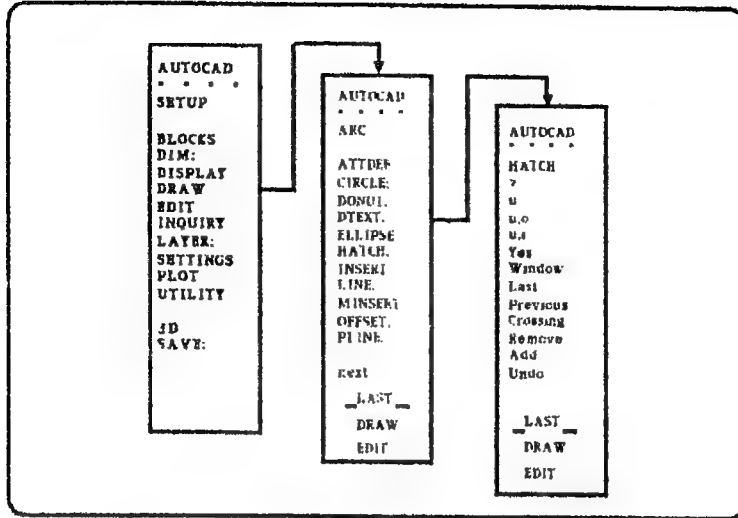 AUTOCAD
* * * *
SETUP
BLOCKS
DIM:
DISPLAY
DRAW
EDIT
INQUIRY
LAYER:
SETTINGS
PLOT
UTILITY
3D
SAVE:
AUTOCAD
* * * *
ARC
ATTDEF
CIRCLE:
DONUT.
DTEXT.
ELLIPSE
HATCH.
INSERT
LINE.
MINSERT
OFFSET.
PLINE.
next
_LAST_
DRAW
EDIT
AUTOCAD
* * * *
HATCH
?
u
u,o
Yes
Window
Last
Previous
Crossing
Remove
Add
Undo
_LAST_
DRAW
EDIT